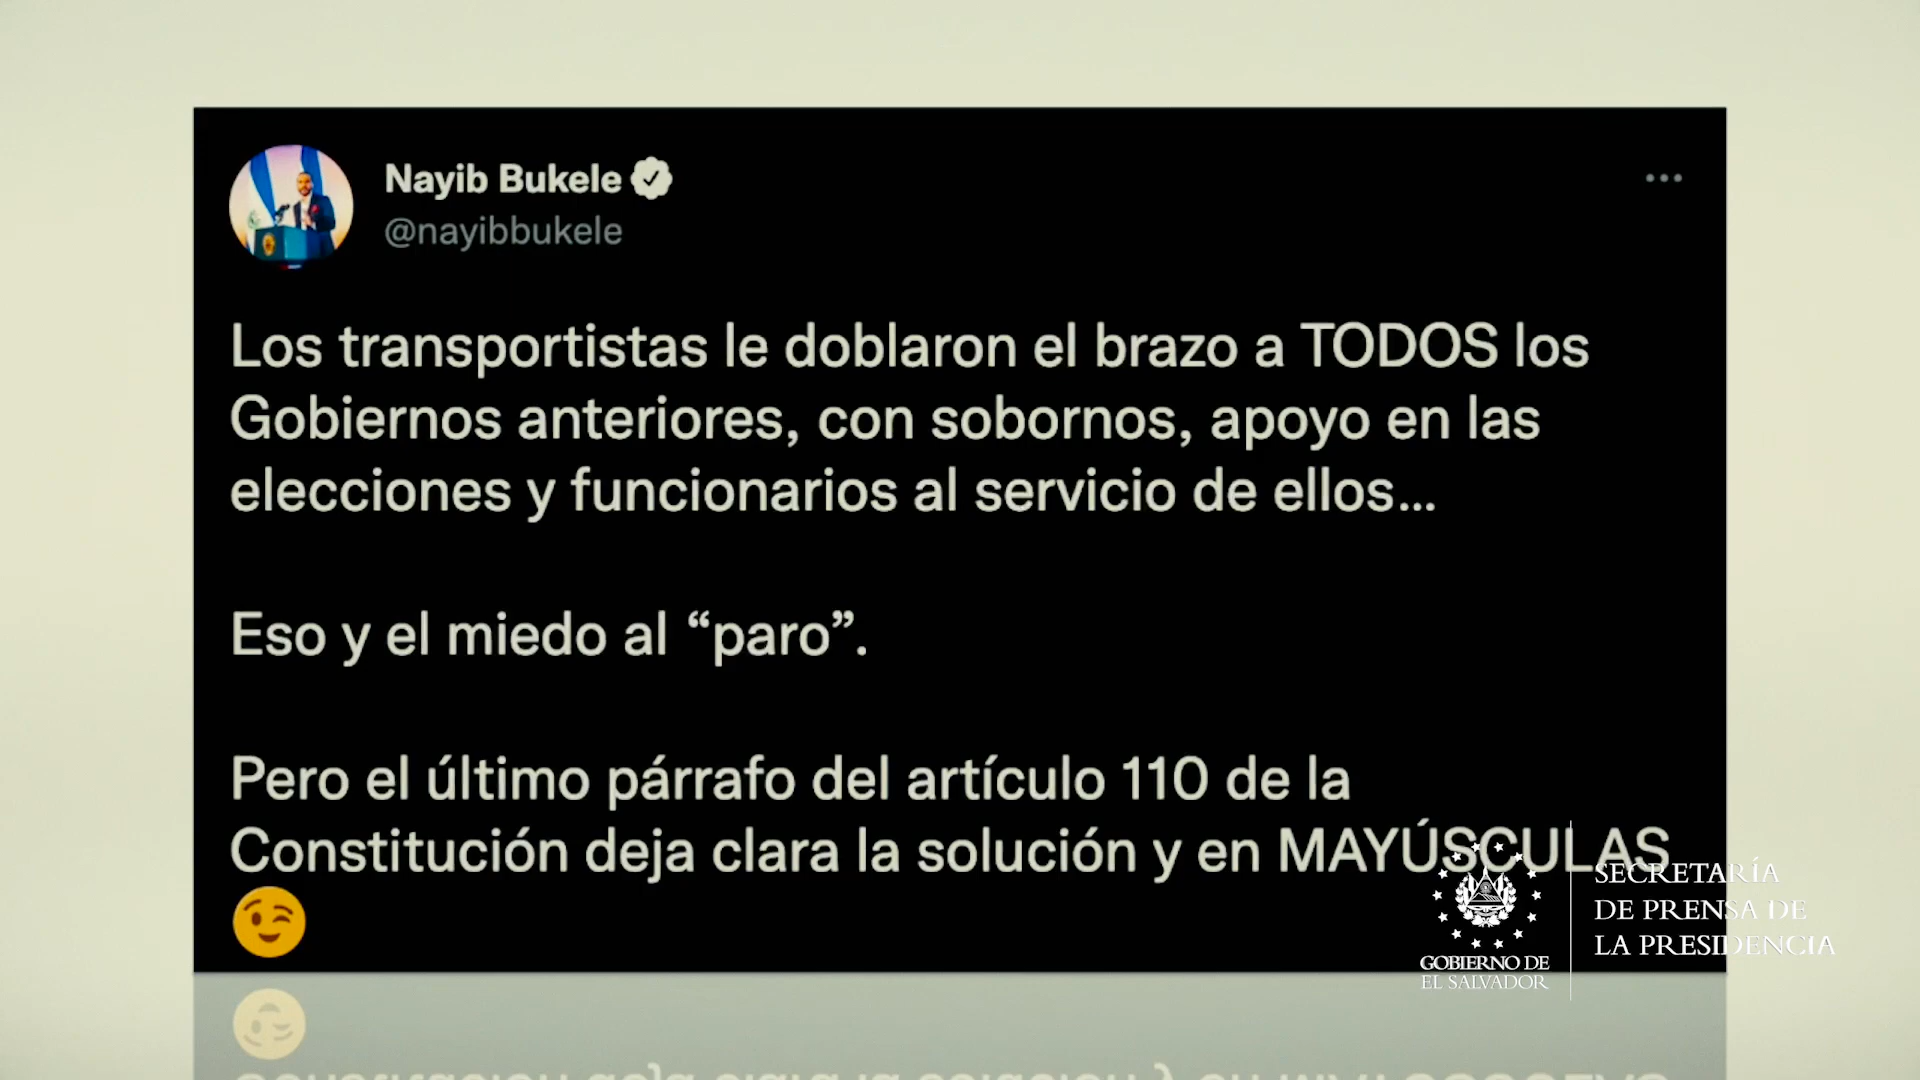 Nayib Bukele
@nayibbukele
Los transportistas le doblaron el brazo a TODOS los
Gobiernos anteriores, con sobornos, apoyo en las
elecciones y funcionarios al servicio de ellos...
Eso y el miedo al “paro”.
Pero el último párrafo del artículo 110 de la
Constitución deja clara la solución y en MAYÚSCULAS
😉
GOBIERNO DE
EL SALVADOR
SECRETARÍA
DE PRENSA DE
LA PRESIDENCIA